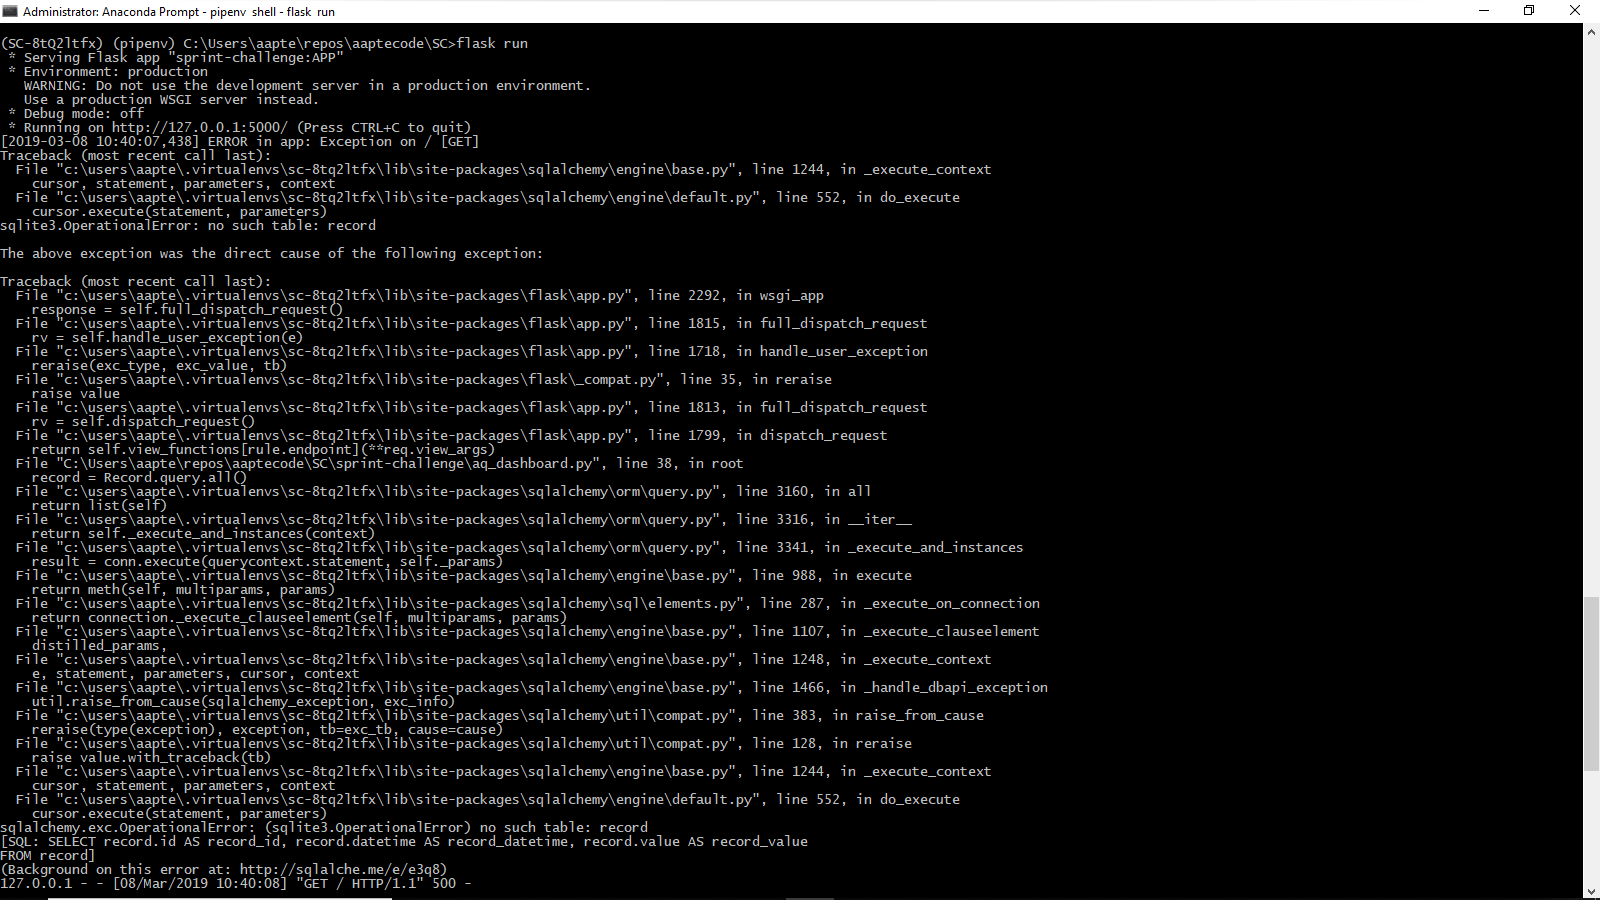 Administrator: Anaconda Prompt - pipenv  shell - flask  run
(SC-8tQ2ltfx) (pipenv) C:\Users\aapte\repos\aaptecode\SC>flask run
 * Serving Flask app "sprint-challenge:APP"
 * Environment: production
   WARNING: Do not use the development server in a production environment.
   Use a production WSGI server instead.
 * Debug mode: off
 * Running on http://127.0.0.1:5000/ (Press CTRL+C to quit)
[2019-03-08 10:40:07,438] ERROR in app: Exception on / [GET]
Traceback (most recent call last):
  File "c:\users\aapte\.virtualenvs\sc-8tq2ltfx\lib\site-packages\sqlalchemy\engine\base.py", line 1244, in _execute_context
    cursor, statement, parameters, context
  File "c:\users\aapte\.virtualenvs\sc-8tq2ltfx\lib\site-packages\sqlalchemy\engine\default.py", line 552, in do_execute
    cursor.execute(statement, parameters)
sqlite3.OperationalError: no such table: record
The above exception was the direct cause of the following exception:
Traceback (most recent call last):
  File "c:\users\aapte\.virtualenvs\sc-8tq2ltfx\lib\site-packages\flask\app.py", line 2292, in wsgi_app
    response = self.full_dispatch_request()
  File "c:\users\aapte\.virtualenvs\sc-8tq2ltfx\lib\site-packages\flask\app.py", line 1815, in full_dispatch_request
    rv = self.handle_user_exception(e)
  File "c:\users\aapte\.virtualenvs\sc-8tq2ltfx\lib\site-packages\flask\app.py", line 1718, in handle_user_exception
    reraise(exc_type, exc_value, tb)
  File "c:\users\aapte\.virtualenvs\sc-8tq2ltfx\lib\site-packages\flask\_compat.py", line 35, in reraise
    raise value
  File "c:\users\aapte\.virtualenvs\sc-8tq2ltfx\lib\site-packages\flask\app.py", line 1813, in full_dispatch_request
    rv = self.dispatch_request()
  File "c:\users\aapte\.virtualenvs\sc-8tq2ltfx\lib\site-packages\flask\app.py", line 1799, in dispatch_request
    return self.view_functions[rule.endpoint](**req.view_args)
  File "C:\Users\aapte\repos\aaptecode\SC\sprint-challenge\aq_dashboard.py", line 38, in root
    record = Record.query.all()
  File "c:\users\aapte\.virtualenvs\sc-8tq2ltfx\lib\site-packages\sqlalchemy\orm\query.py", line 3160, in all
    return list(self)
  File "c:\users\aapte\.virtualenvs\sc-8tq2ltfx\lib\site-packages\sqlalchemy\orm\query.py", line 3316, in __iter__
    return self._execute_and_instances(context)
  File "c:\users\aapte\.virtualenvs\sc-8tq2ltfx\lib\site-packages\sqlalchemy\orm\query.py", line 3341, in _execute_and_instances
    result = conn.execute(querycontext.statement, self._params)
  File "c:\users\aapte\.virtualenvs\sc-8tq2ltfx\lib\site-packages\sqlalchemy\engine\base.py", line 988, in execute
    return meth(self, multiparams, params)
  File "c:\users\aapte\.virtualenvs\sc-8tq2ltfx\lib\site-packages\sqlalchemy\sql\elements.py", line 287, in _execute_on_connection
    return connection._execute_clauseelement(self, multiparams, params)
  File "c:\users\aapte\.virtualenvs\sc-8tq2ltfx\lib\site-packages\sqlalchemy\engine\base.py", line 1107, in _execute_clauseelement
    distilled_params,
  File "c:\users\aapte\.virtualenvs\sc-8tq2ltfx\lib\site-packages\sqlalchemy\engine\base.py", line 1248, in _execute_context
    e, statement, parameters, cursor, context
  File "c:\users\aapte\.virtualenvs\sc-8tq2ltfx\lib\site-packages\sqlalchemy\engine\base.py", line 1466, in _handle_dbapi_exception
    util.raise_from_cause(sqlalchemy_exception, exc_info)
  File "c:\users\aapte\.virtualenvs\sc-8tq2ltfx\lib\site-packages\sqlalchemy\util\compat.py", line 383, in raise_from_cause
    reraise(type(exception), exception, tb=exc_tb, cause=cause)
  File "c:\users\aapte\.virtualenvs\sc-8tq2ltfx\lib\site-packages\sqlalchemy\util\compat.py", line 128, in reraise
    raise value.with_traceback(tb)
  File "c:\users\aapte\.virtualenvs\sc-8tq2ltfx\lib\site-packages\sqlalchemy\engine\base.py", line 1244, in _execute_context
    cursor, statement, parameters, context
  File "c:\users\aapte\.virtualenvs\sc-8tq2ltfx\lib\site-packages\sqlalchemy\engine\default.py", line 552, in do_execute
    cursor.execute(statement, parameters)
sqlalchemy.exc.OperationalError: (sqlite3.OperationalError) no such table: record
[SQL: SELECT record.id AS record_id, record.datetime AS record_datetime, record.value AS record_value
FROM record]
(Background on this error at: http://sqlalche.me/e/e3q8)
127.0.0.1 - - [08/Mar/2019 10:40:08] "GET / HTTP/1.1" 500 -